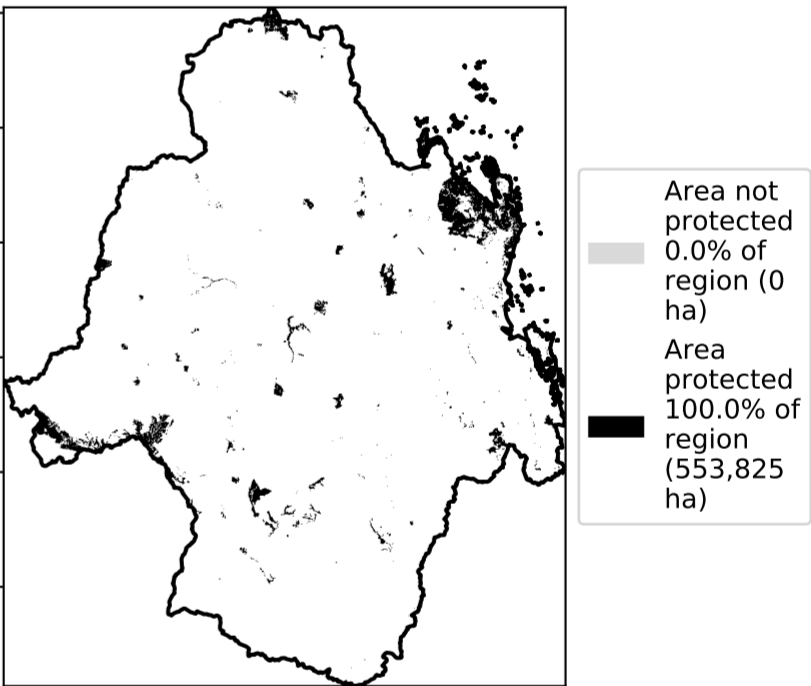 Area not
protected
0.0% of
region (0
ha)
Area
protected
100.0% of
region
(553,825
ha)